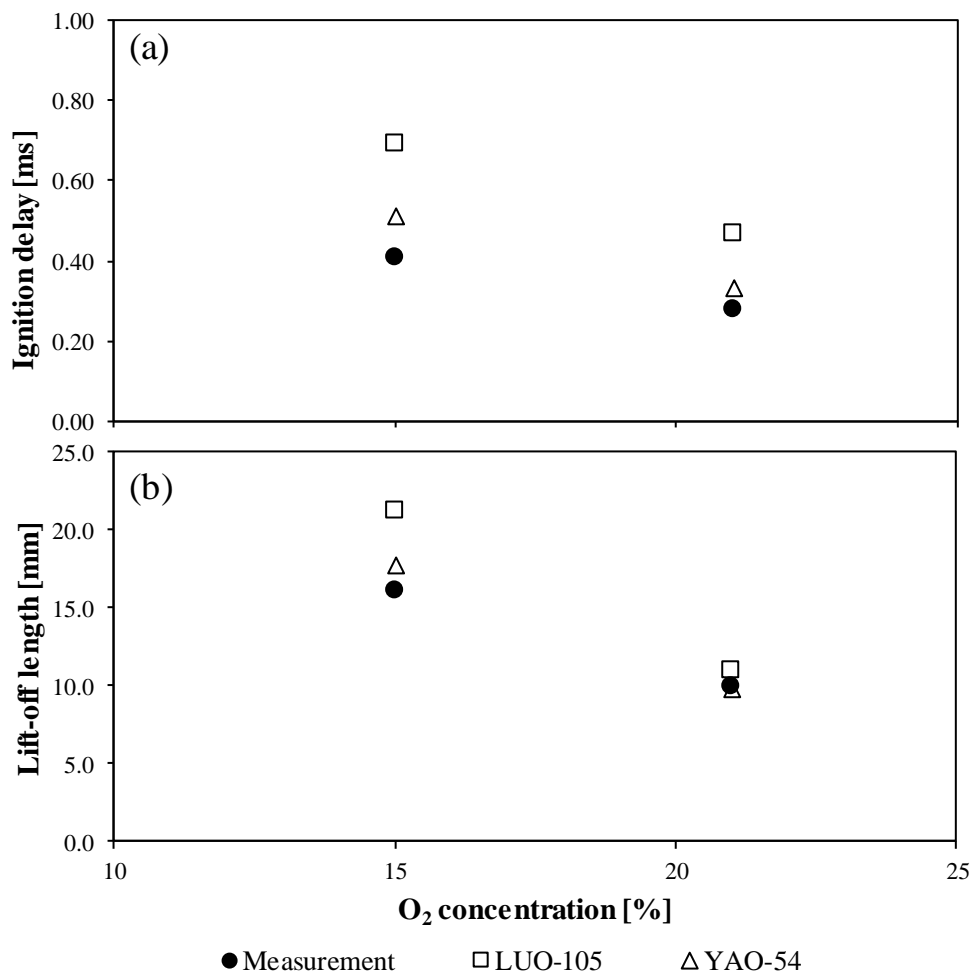 (a)
Ignition delay [ms]
1.00
0.80
0.60
0.40
0.20
0.00
(b)
Lift-off length [mm]
25.0
20.0
15.0
10.0
5.0
0.0
10 15 20 25
O₂ concentration [%]
Measurement LUO-105 YAO-54